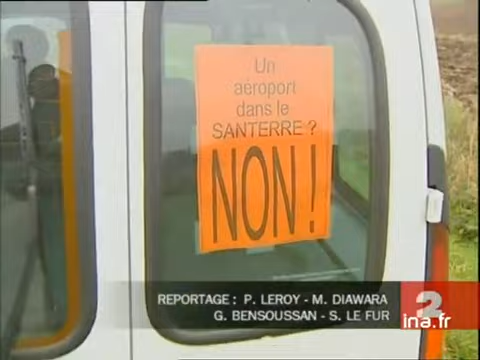 Un
aéroport
dans le
SANTERRE ?
NON !
REPORTAGE : P. LEROY - M. DIAWARA
G. BENSOUSSAN - S. LE FUR
2
ina.fr